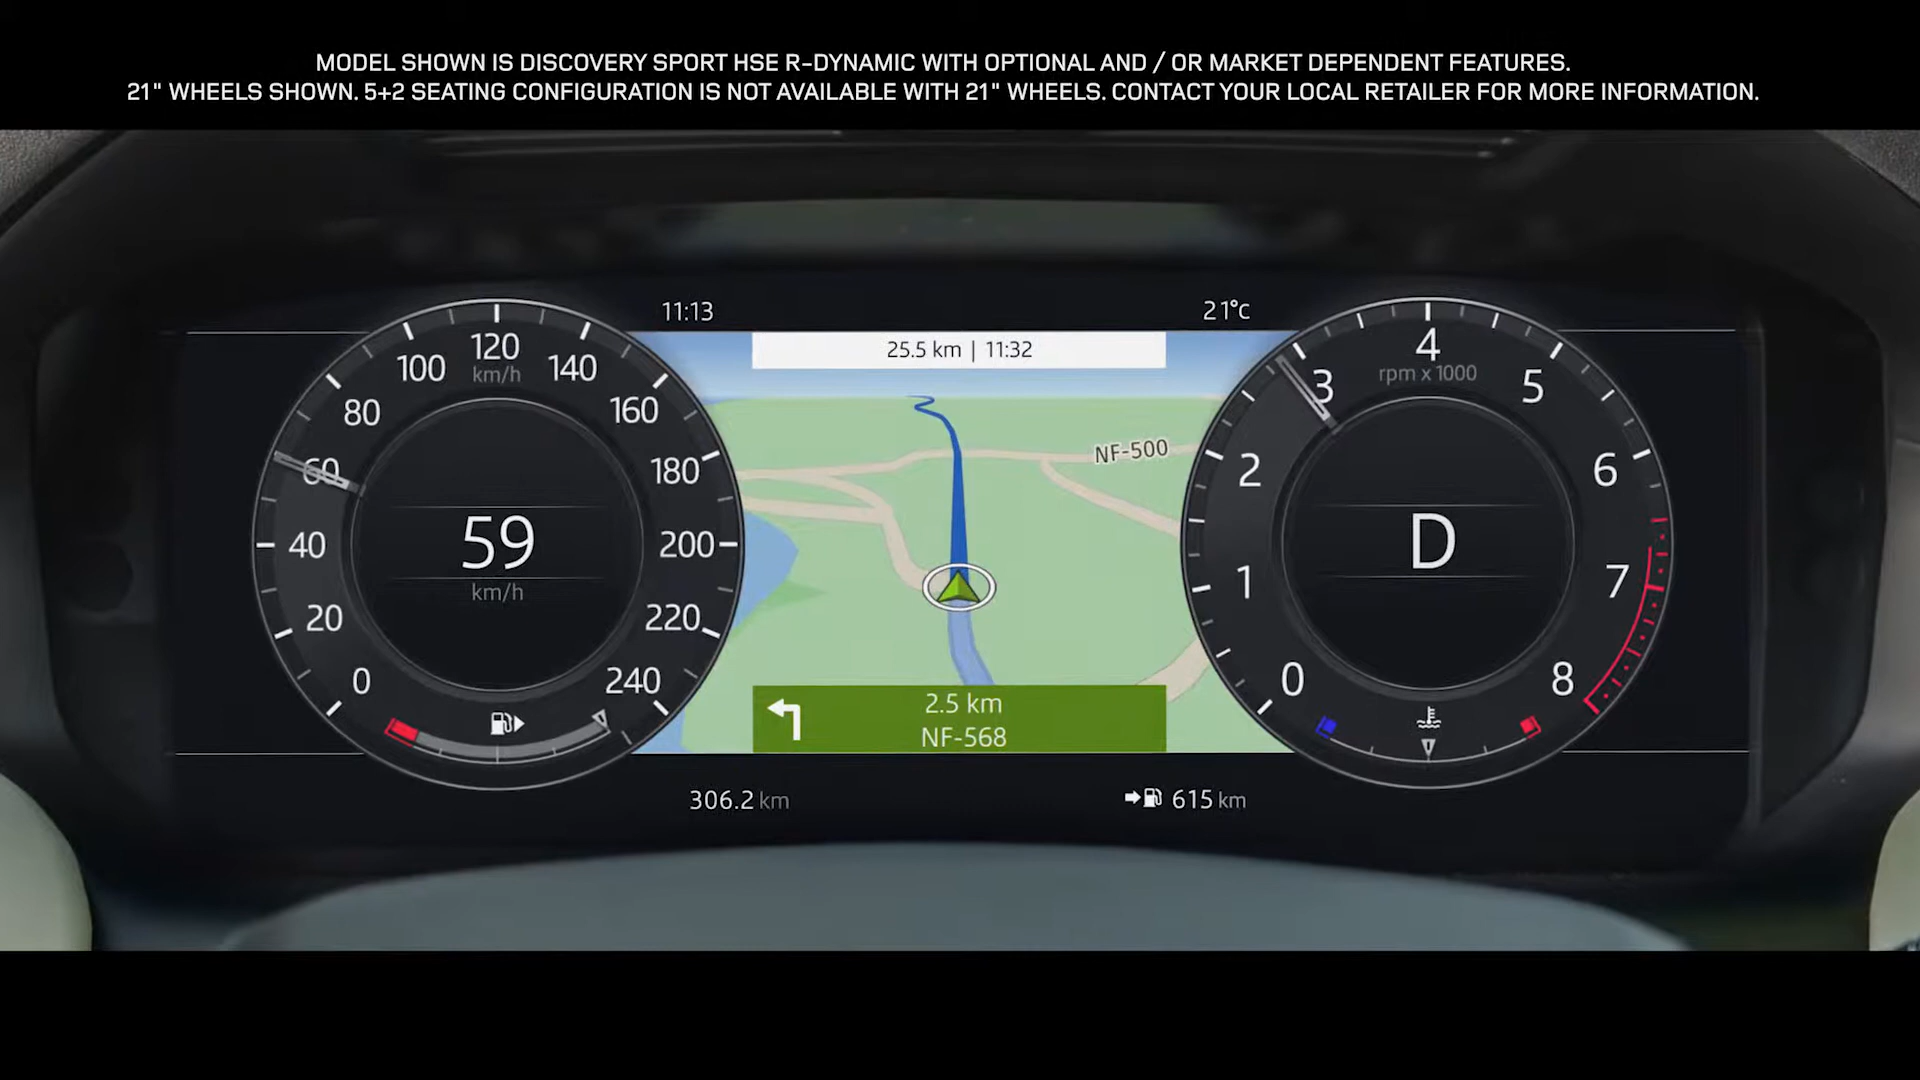 MODEL SHOWN IS DISCOVERY SPORT HSE R-DYNAMIC WITH OPTIONAL AND / OR MARKET DEPENDENT FEATURES.
21" WHEELS SHOWN. 5+2 SEATING CONFIGURATION IS NOT AVAILABLE WITH 21" WHEELS. CONTACT YOUR LOCAL RETAILER FOR MORE INFORMATION.
11:13
21°c
25.5 km | 11:32
0
20
40
60
80
100
120
km/h
140
160
180
200
220
240
59
km/h
NF-500
2.5 km
NF-568
0
1
2
3
4
rpm x 1000
5
6
7
8
D
306.2 km
615 km